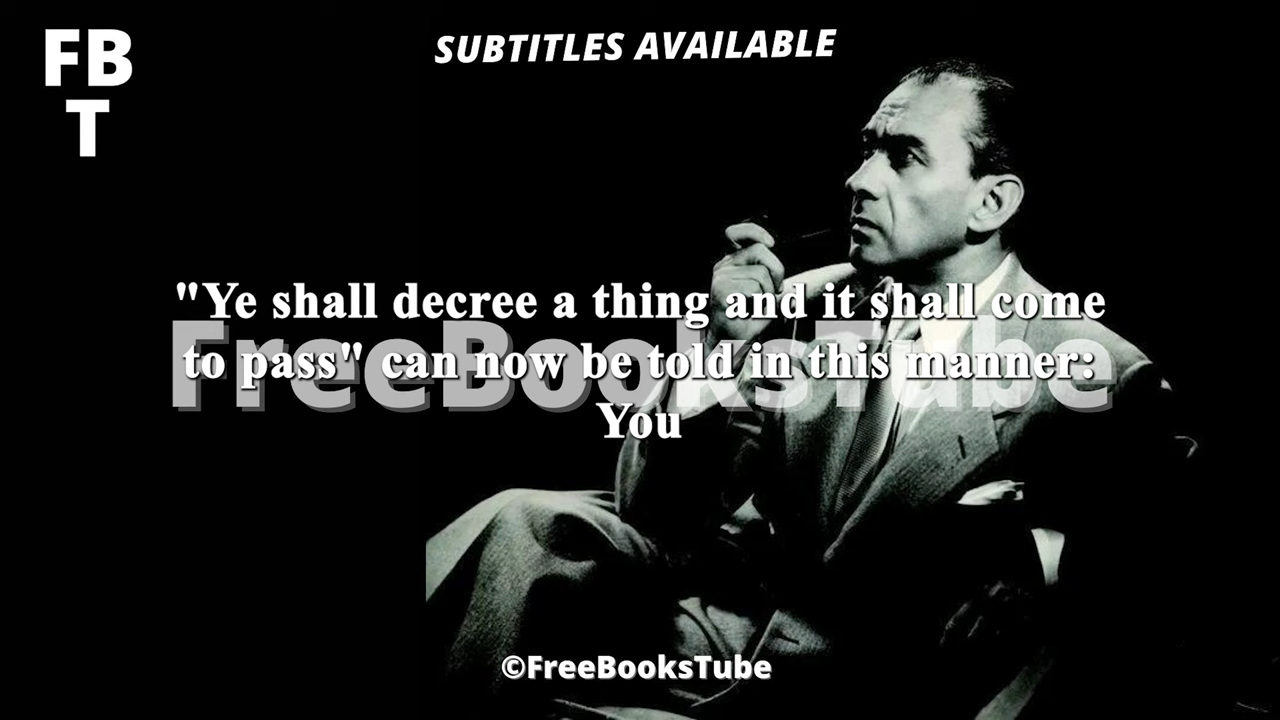 FB
T
SUBTITLES AVAILABLE
"Ye shall decree a thing and it shall come
to pass" can now be told in this manner:
You
FreeBooksTube
©FreeBooksTube